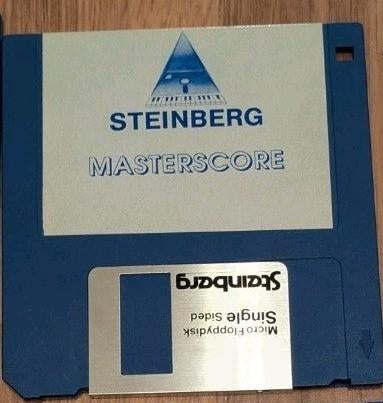 STEINBERG
MASTERSCORE
Steinberg
Single Sided
Micro Floppydisk